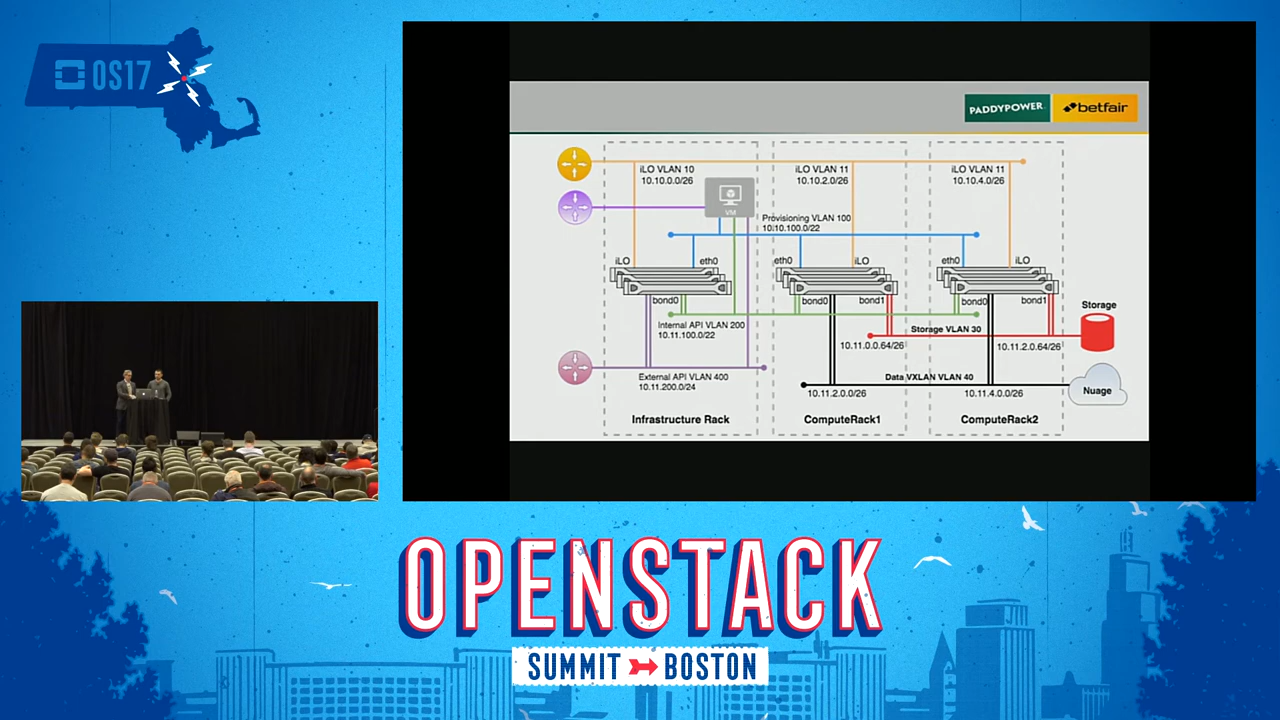 OS17
PADDYPOWER.
betfair
iLO VLAN 10
10.10.0.0/26
iLO VLAN 11
10.10.2.0/26
iLO VLAN 11
10.10.4.0/26
VM
Provisioning VLAN 100
10.10.100.0/22
iLO
eth0
eth0
iLO
eth0
iLO
bond0
bond0
bond1
bond0
bond1
Storage
Internal API VLAN 200
10.11.100.0/22
Storage VLAN 30
10.11.0.0.64/26
10.11.2.0.64/26
External API VLAN 400
10.11.200.0/24
Data VXLAN VLAN 40
10.11.2.0.0/26
10.11.4.0.0/26
Nuage
Infrastructure Rack
ComputeRack1
ComputeRack2
OPENSTACK
SUMMIT BOSTON